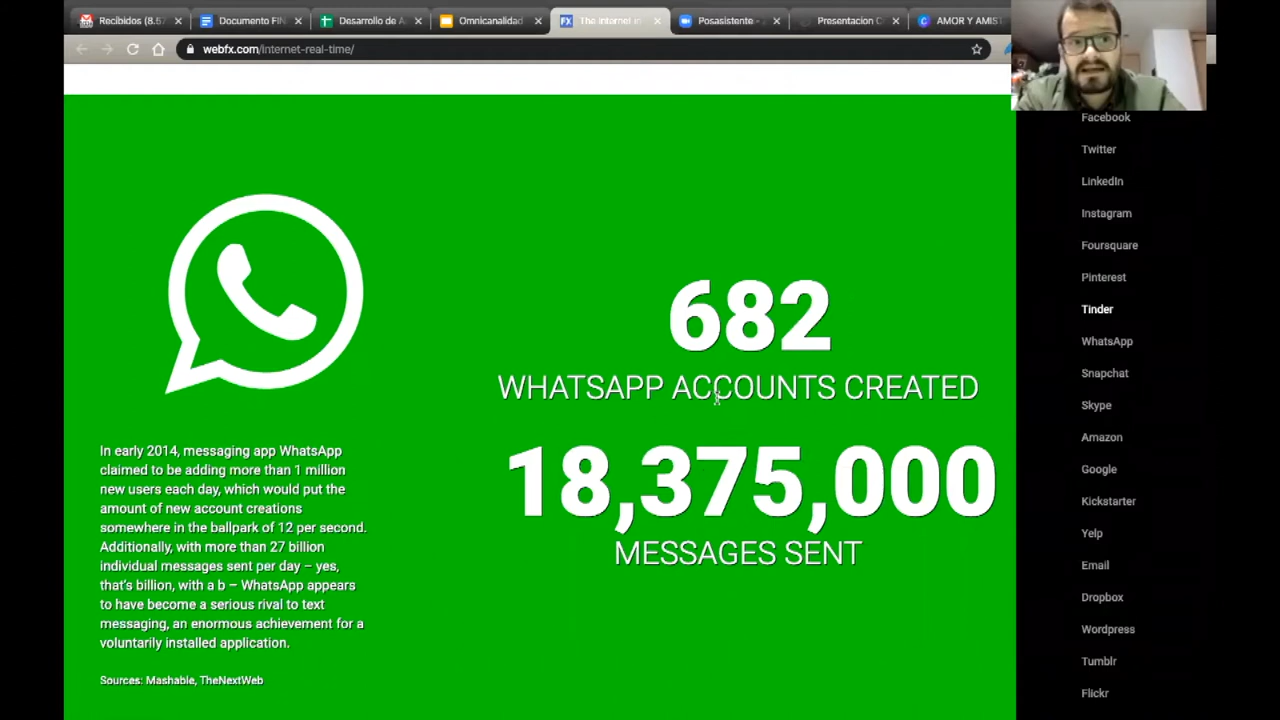 Recibidos (8.57
Documento FIN
Desarrollo de A
Omnicanalidad
The Internet in
Posasistente -
Presentacion C
AMOR Y AMIST
webfx.com/internet-real-time/
682
WHATSAPP ACCOUNTS CREATED
18,375,000
MESSAGES SENT
In early 2014, messaging app WhatsApp
claimed to be adding more than 1 million
new users each day, which would put the
amount of new account creations
somewhere in the ballpark of 12 per second.
Additionally, with more than 27 billion
individual messages sent per day – yes,
that's billion, with a b – WhatsApp appears
to have become a serious rival to text
messaging, an enormous achievement for a
voluntarily installed application.
Sources: Mashable, TheNextWeb
Facebook
Twitter
LinkedIn
Instagram
Foursquare
Pinterest
Tinder
WhatsApp
Snapchat
Skype
Amazon
Google
Kickstarter
Yelp
Email
Dropbox
Wordpress
Tumblr
Flickr